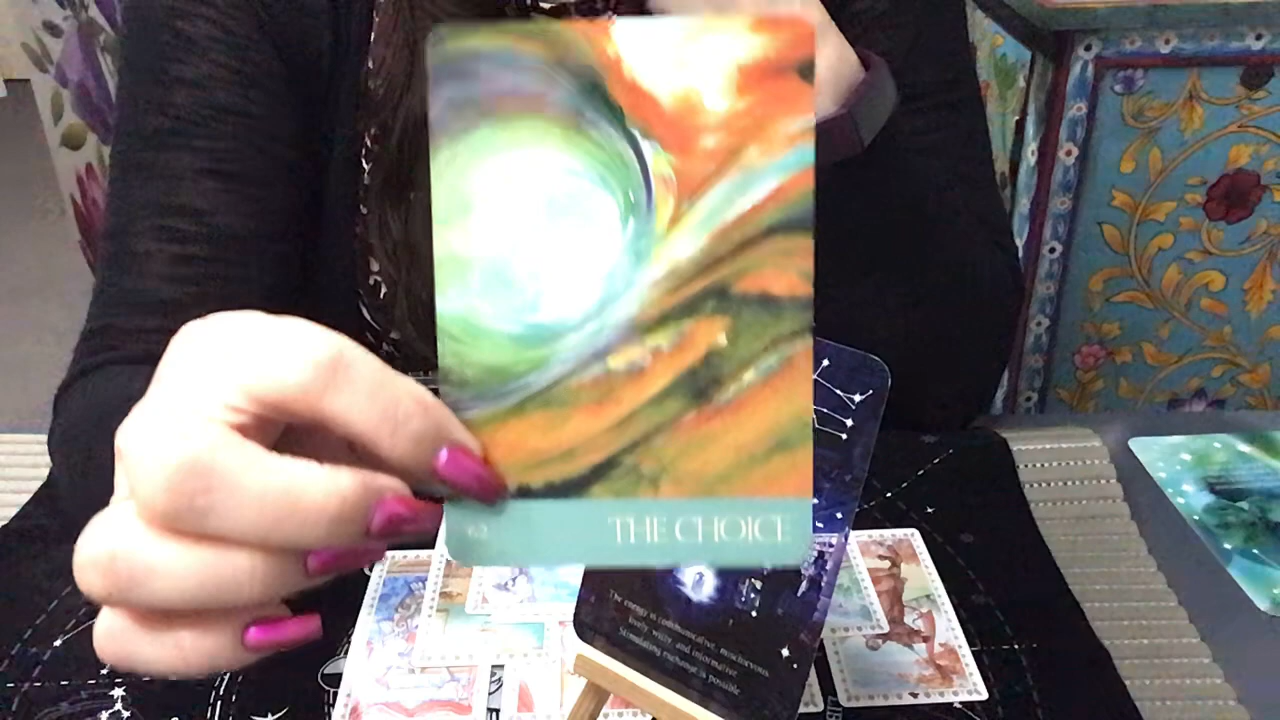 THE CHOICE
The energy is communicative, mischievous
lively, witty and informative
Stimulating exchange is possible